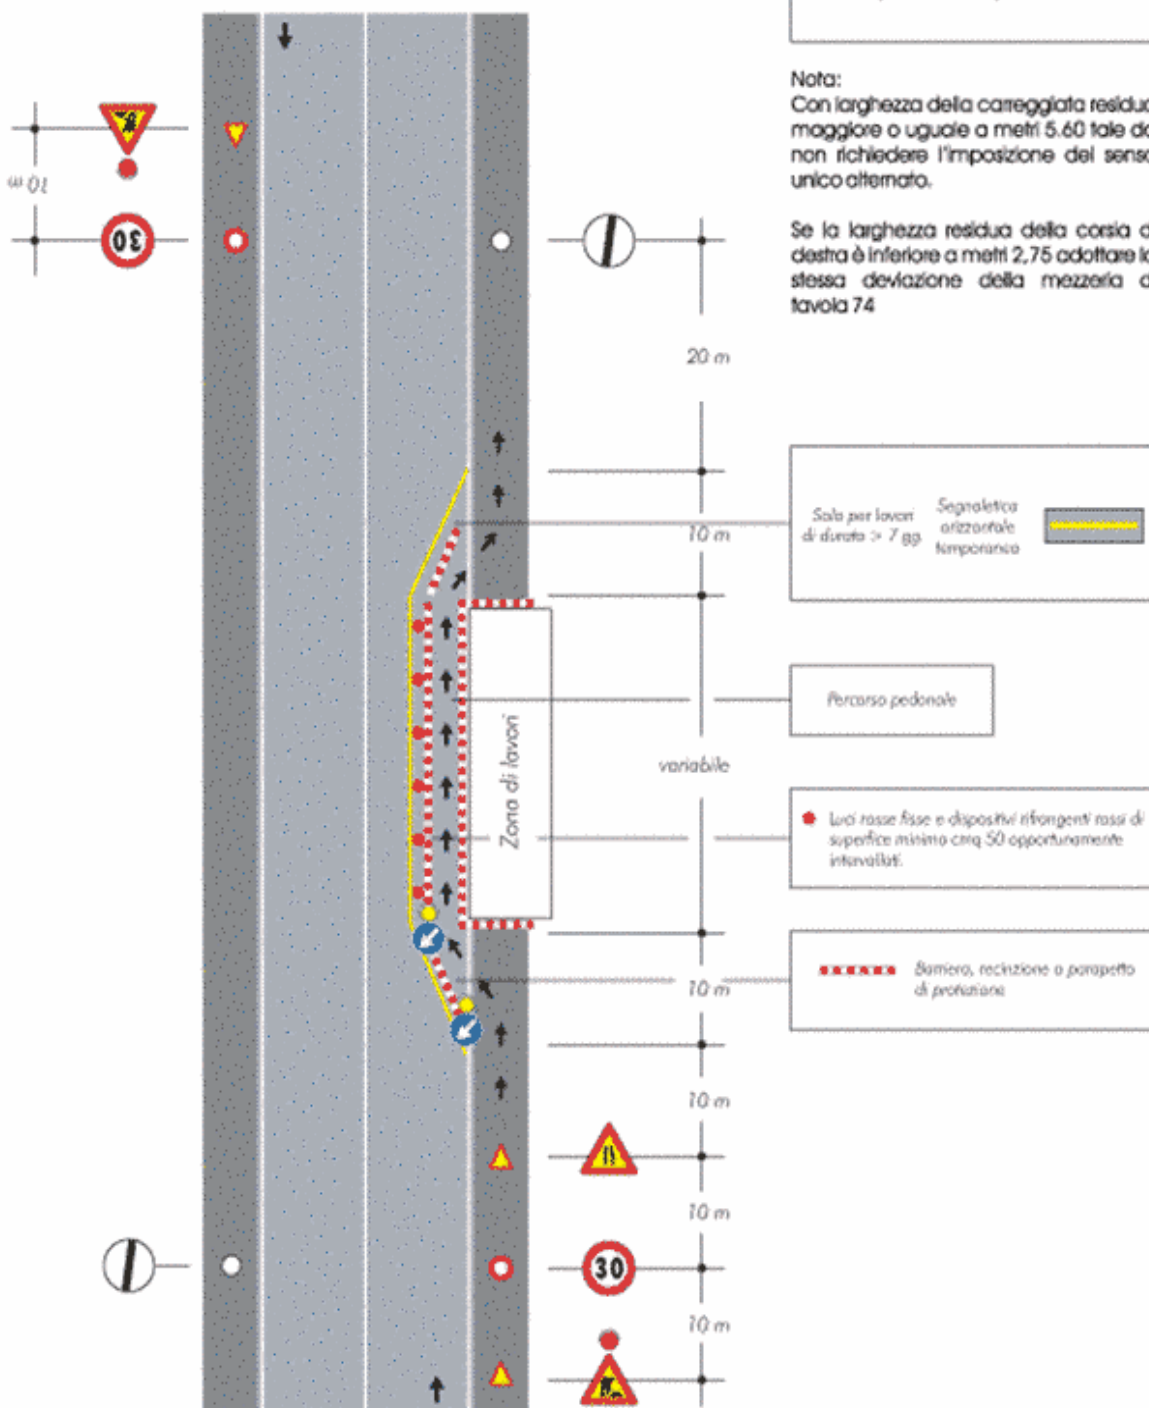 Nota:
Con larghezza della carreggiata residua
maggiore o uguale a metri 5.60 tale da
non richiedere l'imposizione del senso
unico alternato.
Se la larghezza residua della corsia d
destra è inferiore a metri 2,75 adottare la
stessa deviazione della mezzeria d
tavola 74
10 m
30
20 m
10 m
Solo per lavori
di durata > 7 gg.
Segnaletica
orizzontale
temporanea
Percorso pedonale
Zona di lavori
variabile
Luci rosse fisse e dispositivi rifrangenti rossi di
superfice minima cmq 50 opportunamente
intervallati.
10 m
Barriera, recinzione o parapetto
di protezione
10 m
10 m
30
10 m